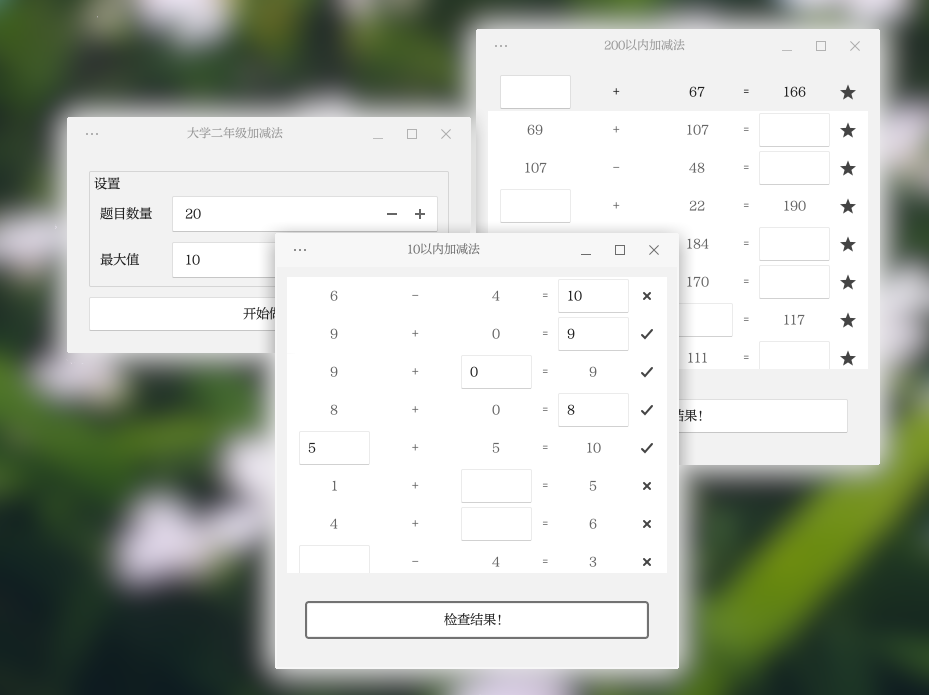 200以内加减法
+ 67 = 166 ★
69 + 107 = ★
107 − 48 = ★
+ 22 = 190 ★
184 = ★
170 = ★
= 117 ★
111 = ★
结果!
大学二年级加减法
设置
题目数量 20 − +
最大值 10
开始
10以内加减法
6 − 4 = 10 ×
9 + 0 = 9 ✓
9 + 0 = 9 ✓
8 + 0 = 8 ✓
5 + 5 = 10 ✓
1 + = 5 ×
4 + = 6 ×
− 4 = 3 ×
检查结果!